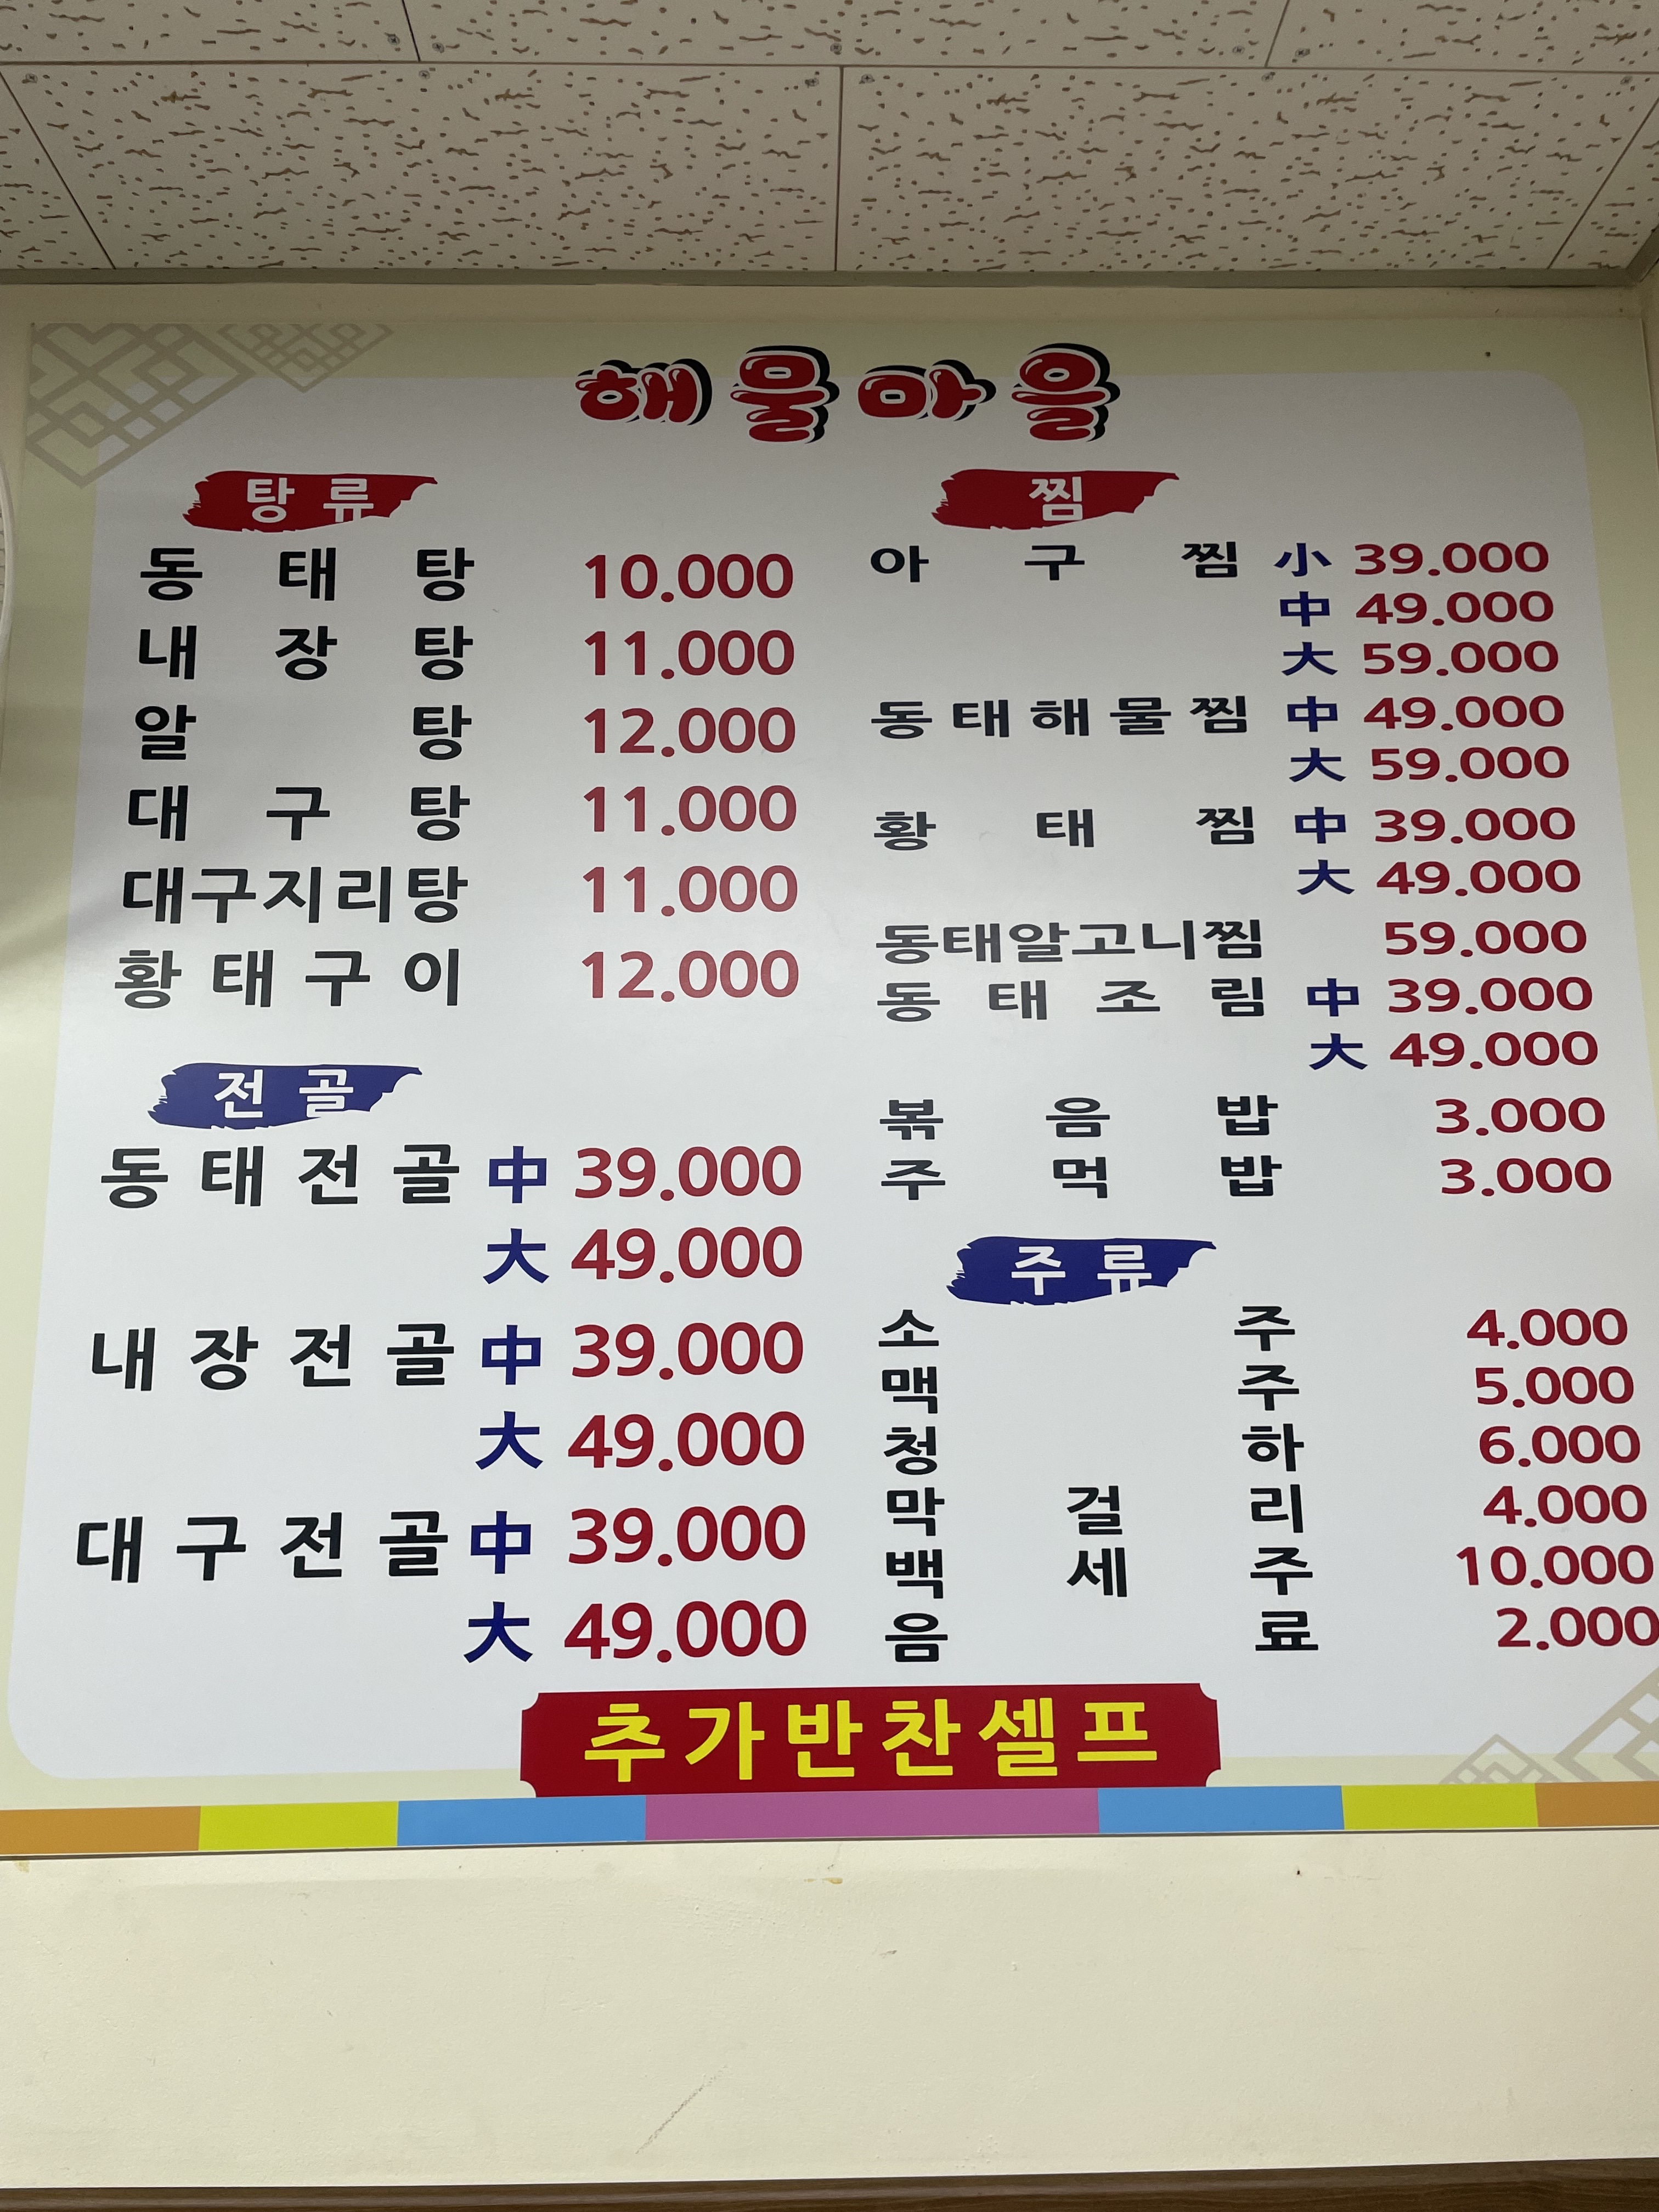 해물마을
탕류
동태탕 10.000
내장탕 11.000
알탕 12.000
대구탕 11.000
대구지리탕 11.000
황태구이 12.000
전골
동태전골 中 39.000
大 49.000
내장전골 中 39.000
大 49.000
대구전골 中 39.000
大 49.000
찜
아구찜 小 39.000
中 49.000
大 59.000
동태해물찜 中 49.000
大 59.000
황태찜 中 39.000
大 49.000
동태알고니찜 59.000
동태조림 中 39.000
大 49.000
볶음밥 3.000
주먹밥 3.000
주류
소주 4.000
맥주 5.000
청하 6.000
막걸리 4.000
백세주 10.000
음료 2.000
추가반찬셀프